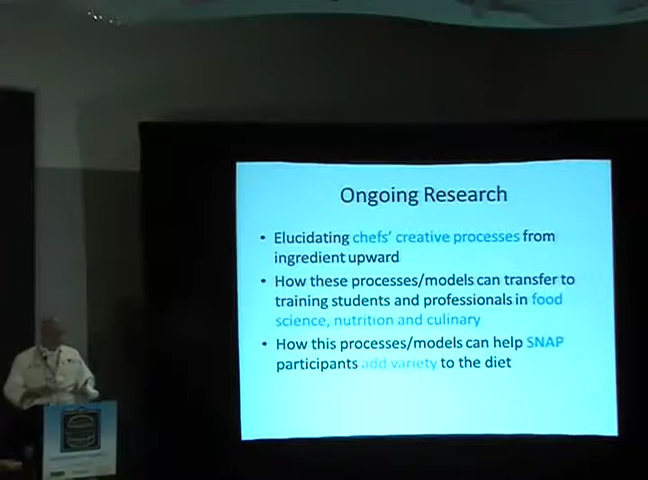 Ongoing Research
• Elucidating chefs' creative processes from
ingredient upward
• How these processes/models can transfer to
training students and professionals in food
science, nutrition and culinary
• How this processes/models can help SNAP
participants add variety to the diet